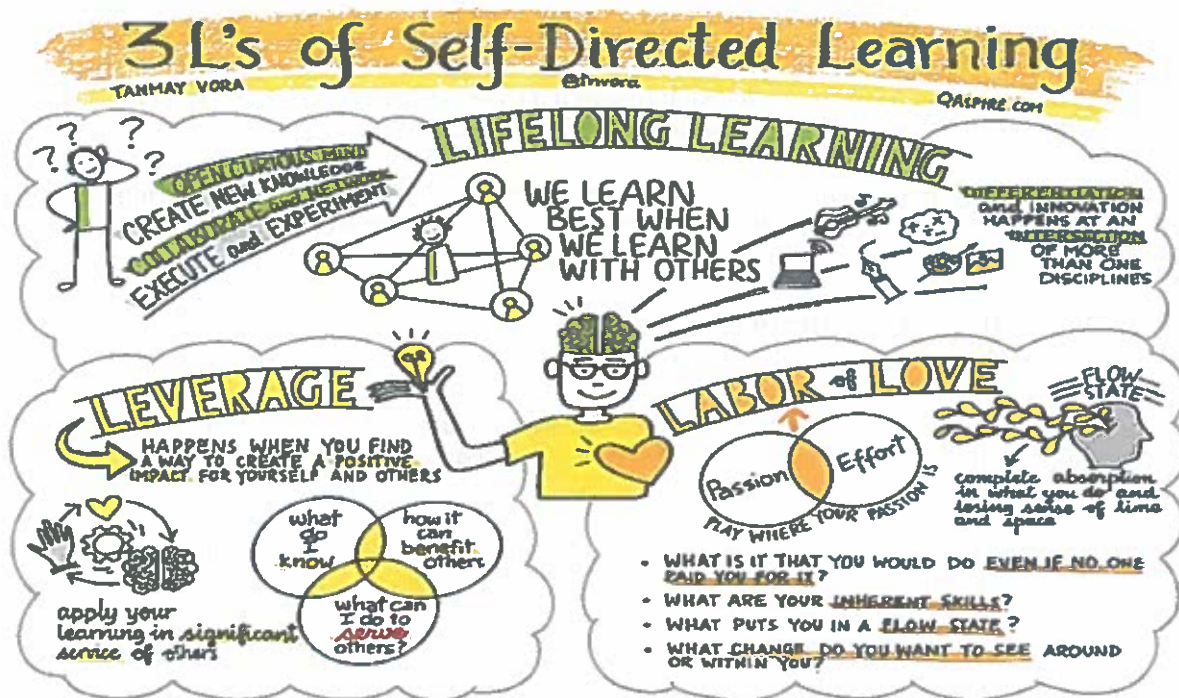 3 L's of Self-Directed Learning
TANMAY VORA
@tnvora
QASPIRE.COM
LIFELONG LEARNING
OPEN CURIOUS MIND
CREATE NEW KNOWLEDGE
COLLABORATE and NETWORK
EXECUTE and EXPERIMENT
WE LEARN
BEST WHEN
WE LEARN
WITH OTHERS
DIFFERENTIATION
and INNOVATION
HAPPENS AT AN
INTERSECTION
OF MORE
THAN ONE
DISCIPLINES
LEVERAGE
HAPPENS WHEN YOU FIND
A WAY TO CREATE A POSITIVE
IMPACT FOR YOURSELF AND OTHERS
what
do
I
know
how it
can
benefit
others
what can
I do to
serve
others?
apply your
learning in significant
service of others
LABOR of LOVE
Passion
Effort
PLAY WHERE YOUR PASSION IS
FLOW
STATE
complete absorption
in what you do and
losing sense of time
and space
• WHAT IS IT THAT YOU WOULD DO EVEN IF NO ONE
PAID YOU FOR IT?
• WHAT ARE YOUR INHERENT SKILLS?
• WHAT PUTS YOU IN A FLOW STATE?
• WHAT CHANGE DO YOU WANT TO SEE AROUND
OR WITHIN YOU?